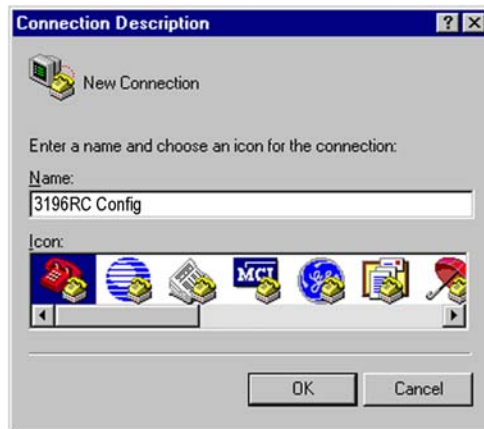 Connection Description
New Connection
Enter a name and choose an icon for the connection:
Name:
3196RC Config
Icon:
MCI
OK Cancel